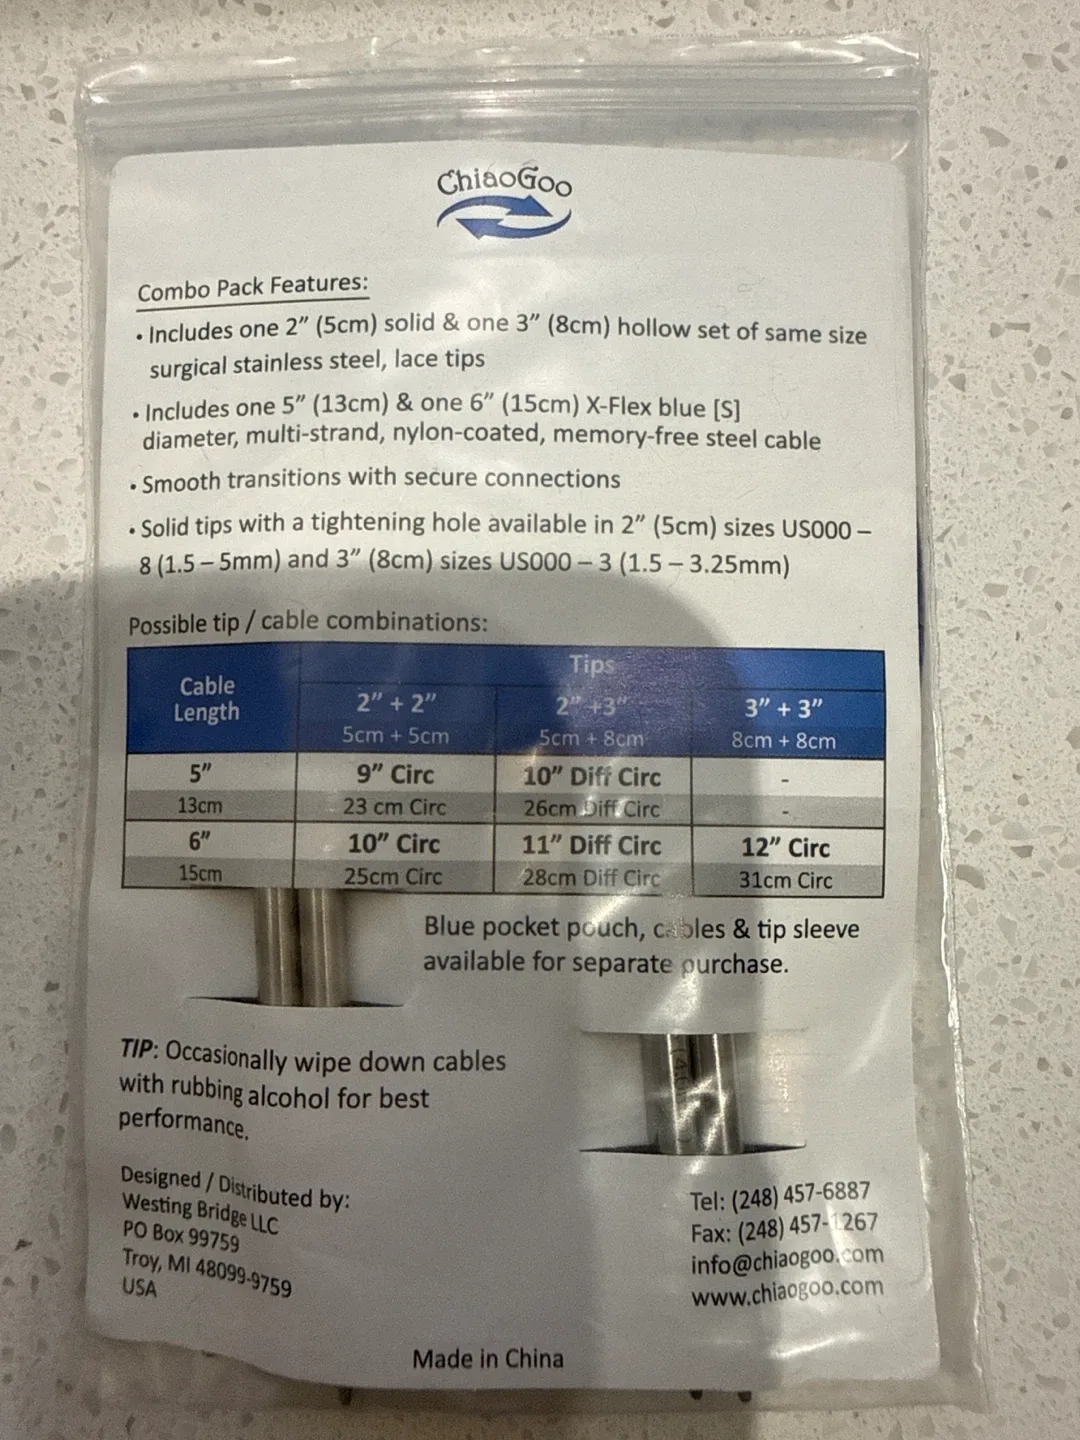 ChiaoGoo
Combo Pack Features:
• Includes one 2” (5cm) solid & one 3” (8cm) hollow set of same size
surgical stainless steel, lace tips
• Includes one 5” (13cm) & one 6” (15cm) X-Flex blue [S]
diameter, multi-strand, nylon-coated, memory-free steel cable
• Smooth transitions with secure connections
• Solid tips with a tightening hole available in 2” (5cm) sizes US000 –
8 (1.5 – 5mm) and 3” (8cm) sizes US000 – 3 (1.5 – 3.25mm)
Possible tip / cable combinations:
Cable Length Tips
2” + 2” 2” +3” 3” + 3”
5cm + 5cm 5cm + 8cm 8cm + 8cm
5” 9” Circ 10” Diff Circ -
13cm 23 cm Circ 26cm Diff Circ -
6” 10” Circ 11” Diff Circ 12” Circ
15cm 25cm Circ 28cm Diff Circ 31cm Circ
Blue pocket pouch, cables & tip sleeve
available for separate purchase.
TIP: Occasionally wipe down cables
with rubbing alcohol for best
performance.
Designed / Distributed by:
Westing Bridge LLC
PO Box 99759
Troy, MI 48099-9759
USA
Tel: (248) 457-6887
Fax: (248) 457-1267
info@chiaogoo.com
www.chiaogoo.com
Made in China